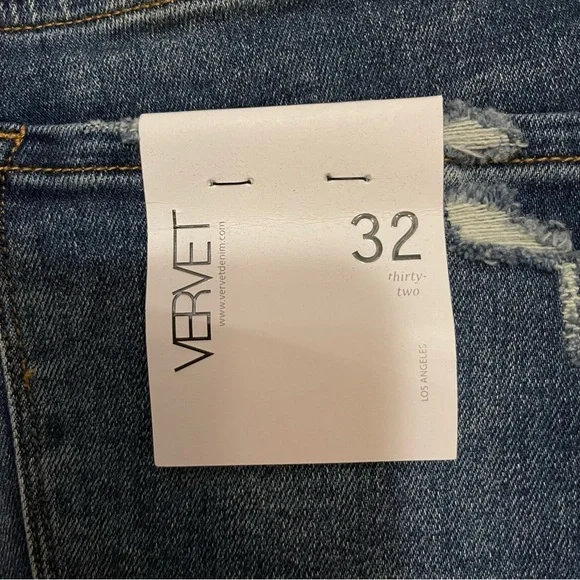 VERVET
www.vervetdenim.com
32
thirty-
two
LOS ANGELES